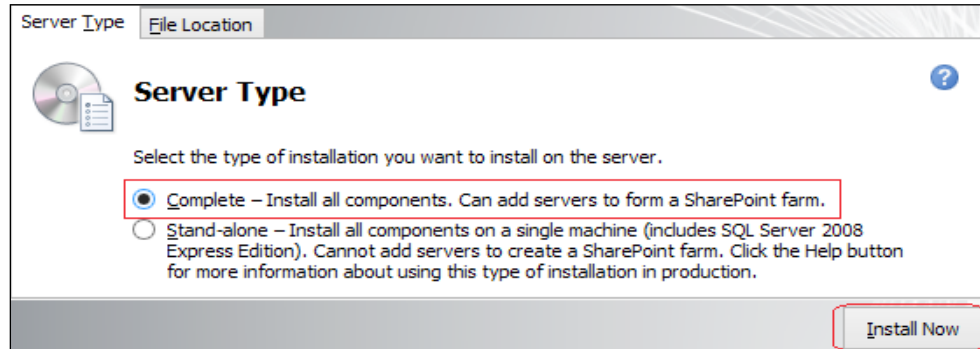 Server Type
File Location
?
Server Type
Select the type of installation you want to install on the server.
Complete – Install all components. Can add servers to form a SharePoint farm.
Stand-alone – Install all components on a single machine (includes SQL Server 2008
Express Edition). Cannot add servers to create a SharePoint farm. Click the Help button
for more information about using this type of installation in production.
Install Now